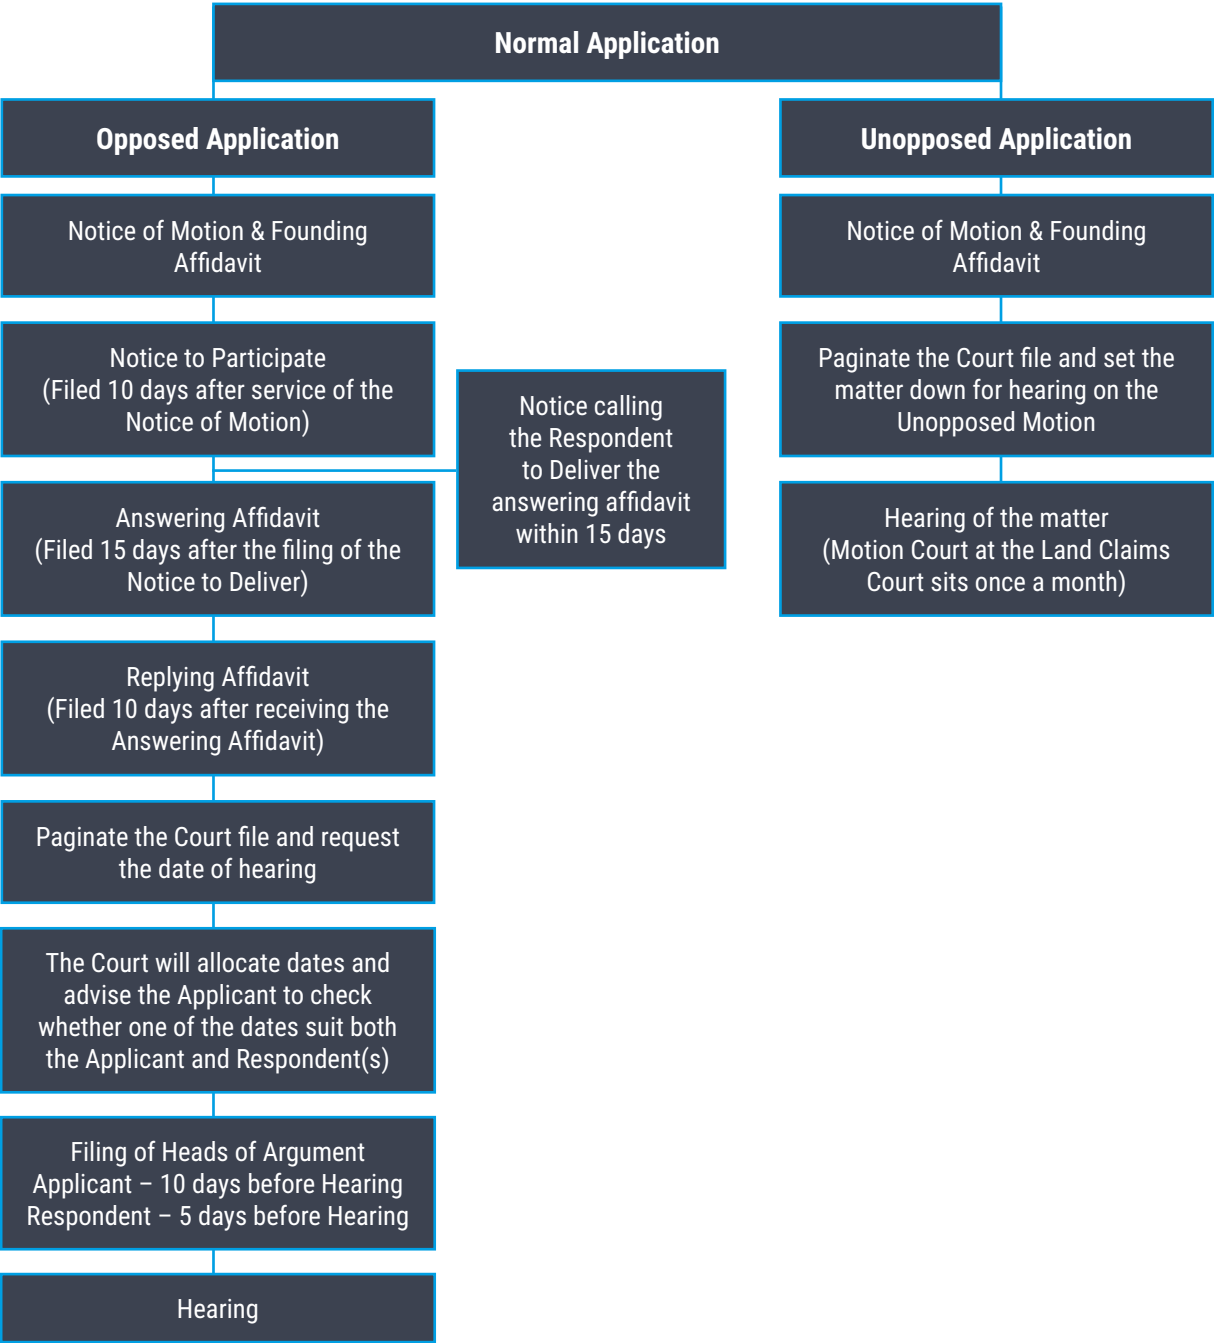 Normal Application
Opposed Application
Notice of Motion & Founding
Affidavit
Notice to Participate
(Filed 10 days after service of the
Notice of Motion)
Notice calling
the Respondent
to Deliver the
answering affidavit
within 15 days
Answering Affidavit
(Filed 15 days after the filing of the
Notice to Deliver)
Replying Affidavit
(Filed 10 days after receiving the
Answering Affidavit)
Paginate the Court file and request
the date of hearing
The Court will allocate dates and
advise the Applicant to check
whether one of the dates suit both
the Applicant and Respondent(s)
Filing of Heads of Argument
Applicant – 10 days before Hearing
Respondent – 5 days before Hearing
Hearing
Unopposed Application
Notice of Motion & Founding
Affidavit
Paginate the Court file and set the
matter down for hearing on the
Unopposed Motion
Hearing of the matter
(Motion Court at the Land Claims
Court sits once a month)